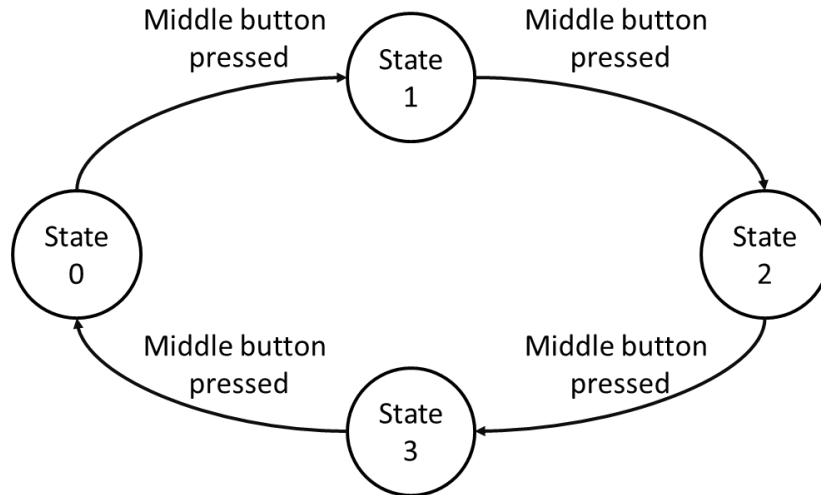 Middle button
pressed
State
1
Middle button
pressed
State
0
State
2
Middle button
pressed
State
3
Middle button
pressed